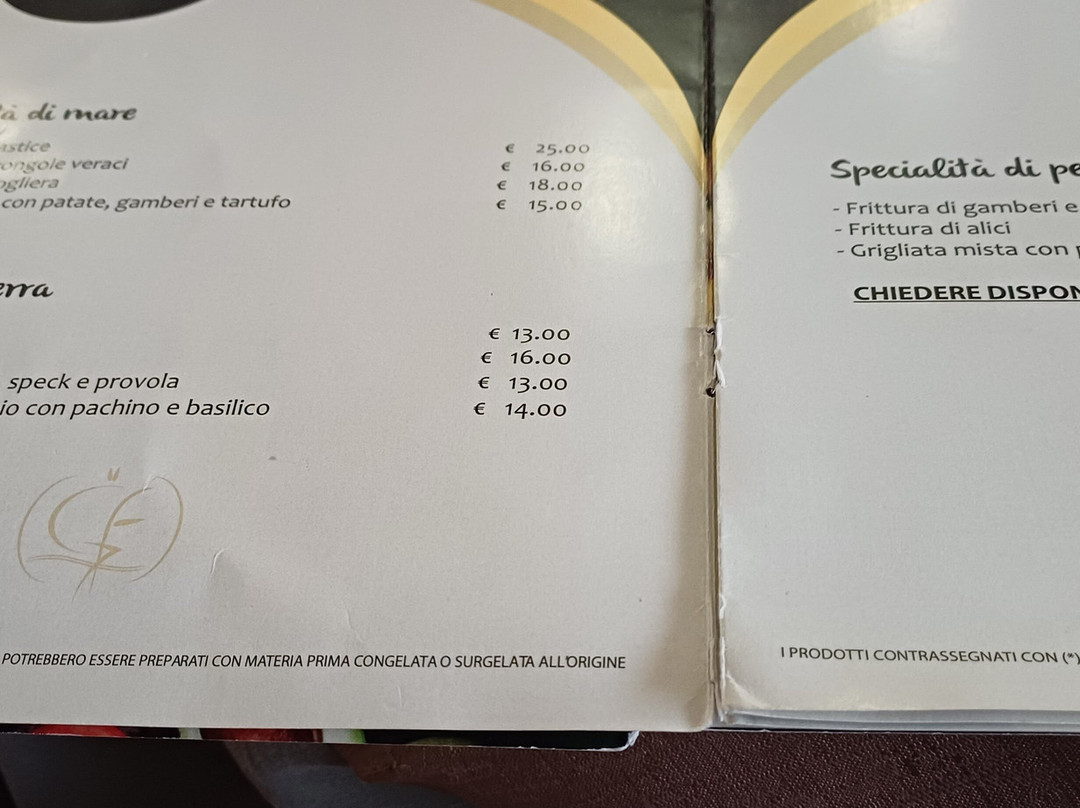 à di mare
astice € 25.00
ongole veraci € 16.00
ogliera € 18.00
con patate, gamberi e tartufo € 15.00
erra
€ 13.00
€ 16.00
speck e provola € 13.00
io con pachino e basilico € 14.00
POTREBBERO ESSERE PREPARATI CON MATERIA PRIMA CONGELATA O SURGELATA ALL'ORIGINE
Specialità di pe
- Frittura di gamberi e
- Frittura di alici
- Grigliata mista con p
CHIEDERE DISPON
I PRODOTTI CONTRASSEGNATI CON (*)